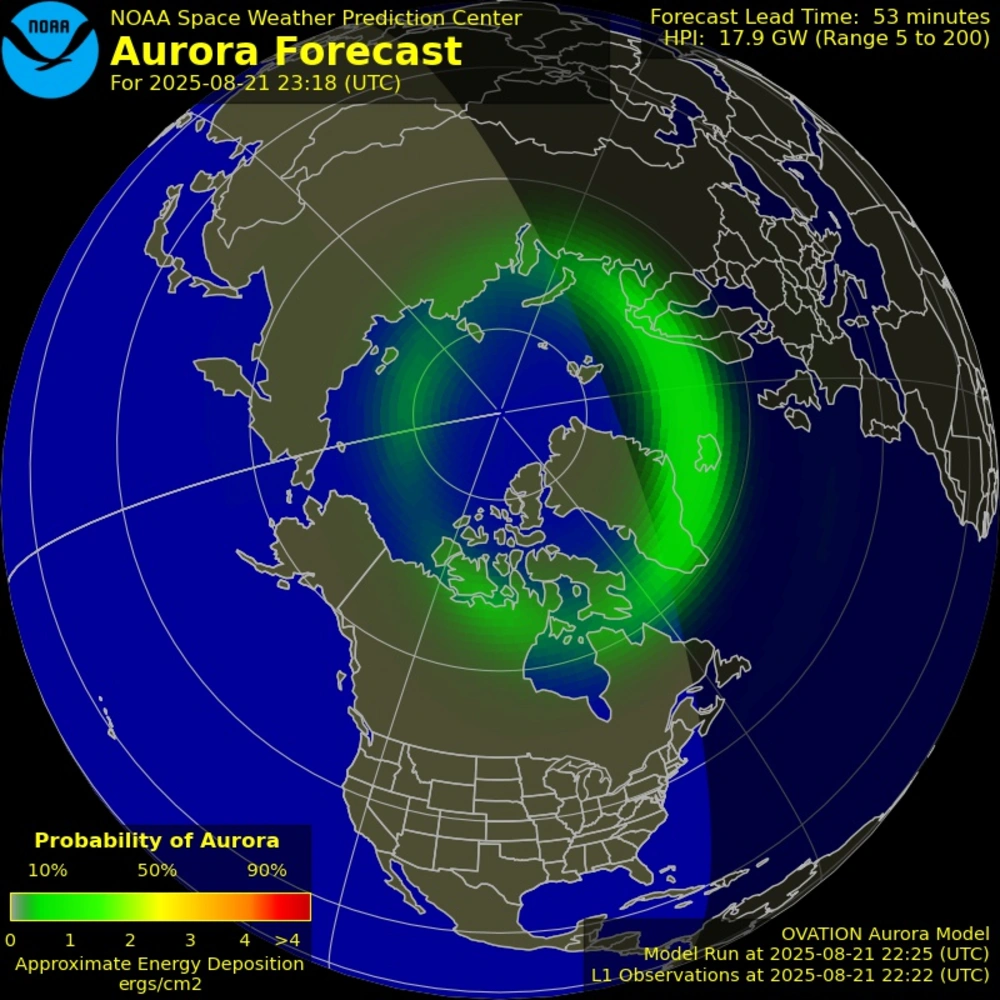 NOAA
NOAA Space Weather Prediction Center
Aurora Forecast
For 2025-08-21 23:18 (UTC)
Forecast Lead Time: 53 minutes
HPI: 17.9 GW (Range 5 to 200)
Probability of Aurora
10% 50% 90%
0 1 2 3 4 >4
Approximate Energy Deposition
ergs/cm2
OVATION Aurora Model
Model Run at 2025-08-21 22:25 (UTC)
L1 Observations at 2025-08-21 22:22 (UTC)